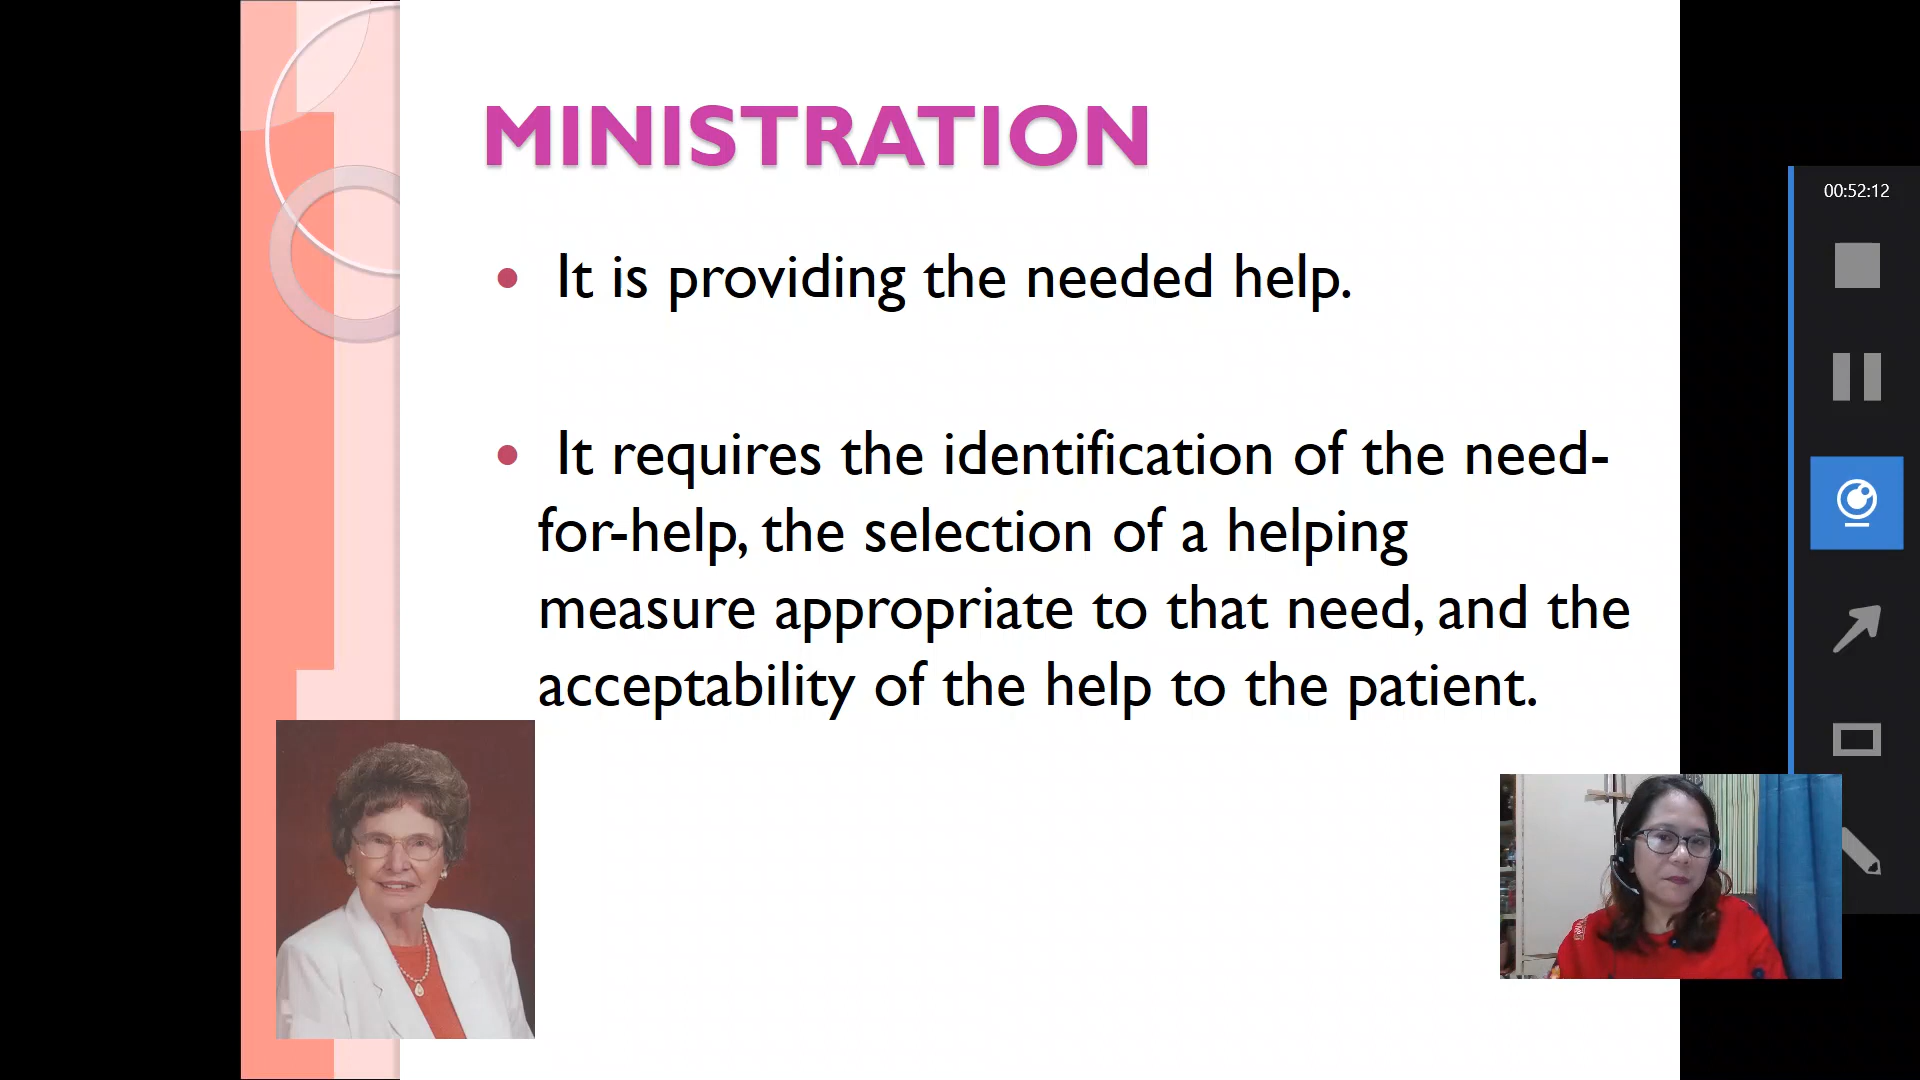 MINISTRATION
00:52:12
• It is providing the needed help.
• It requires the identification of the need-
for-help, the selection of a helping
measure appropriate to that need, and the
acceptability of the help to the patient.